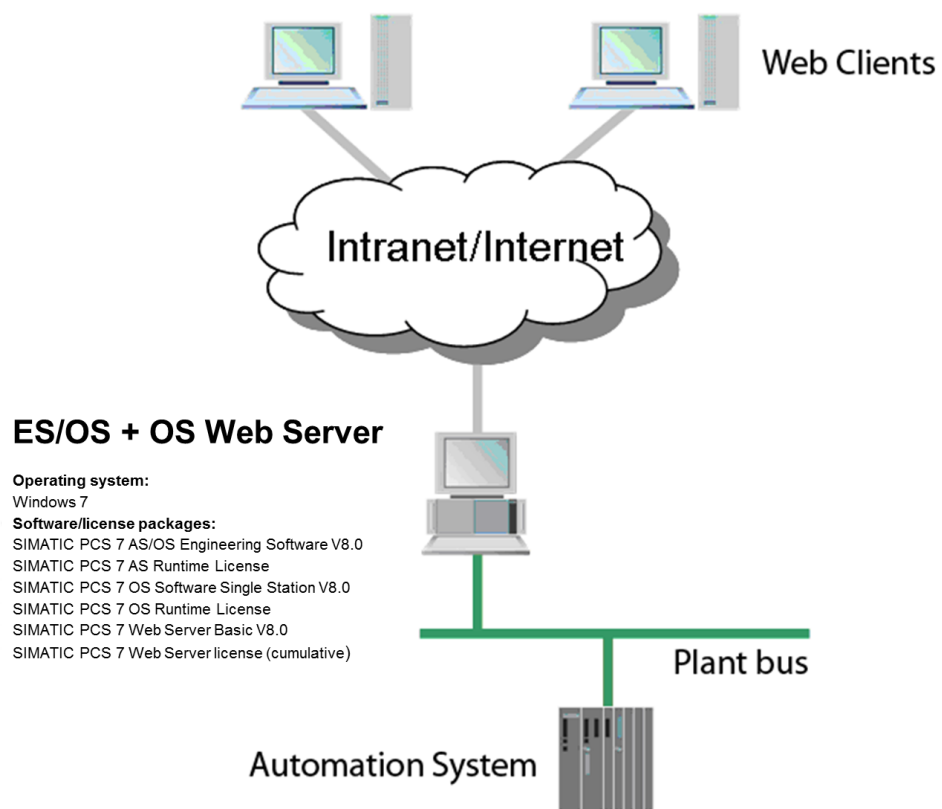 Web Clients
Intranet/Internet
ES/OS + OS Web Server
Operating system:
Windows 7
Software/license packages:
SIMATIC PCS 7 AS/OS Engineering Software V8.0
SIMATIC PCS 7 AS Runtime License
SIMATIC PCS 7 OS Software Single Station V8.0
SIMATIC PCS 7 OS Runtime License
SIMATIC PCS 7 Web Server Basic V8.0
SIMATIC PCS 7 Web Server license (cumulative)
Plant bus
Automation System